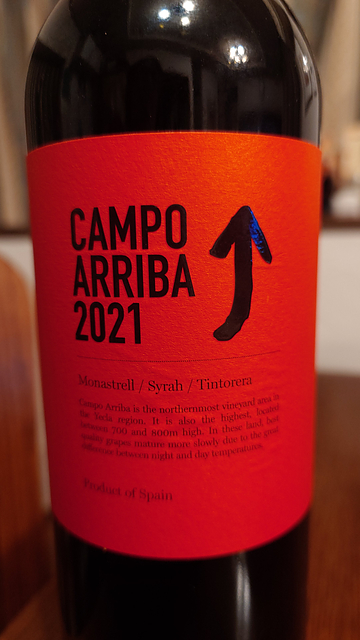 CAMPO
ARRIBA
2021
Monastrell / Syrah / Tintorera
Campo Arriba is the northernmost vineyard area in
the Yecla region. It is also the highest, located
between 700 and 800m high. In these land, best
quality grapes mature more slowly due to the great
difference between night and day temperatures.
Product of Spain